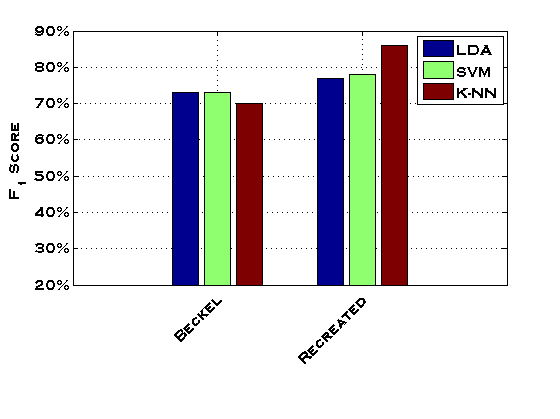 90%
80%
70%
60%
50%
40%
30%
20%
F1 Score
Beckel
Recreated
LDA
SVM
K-NN